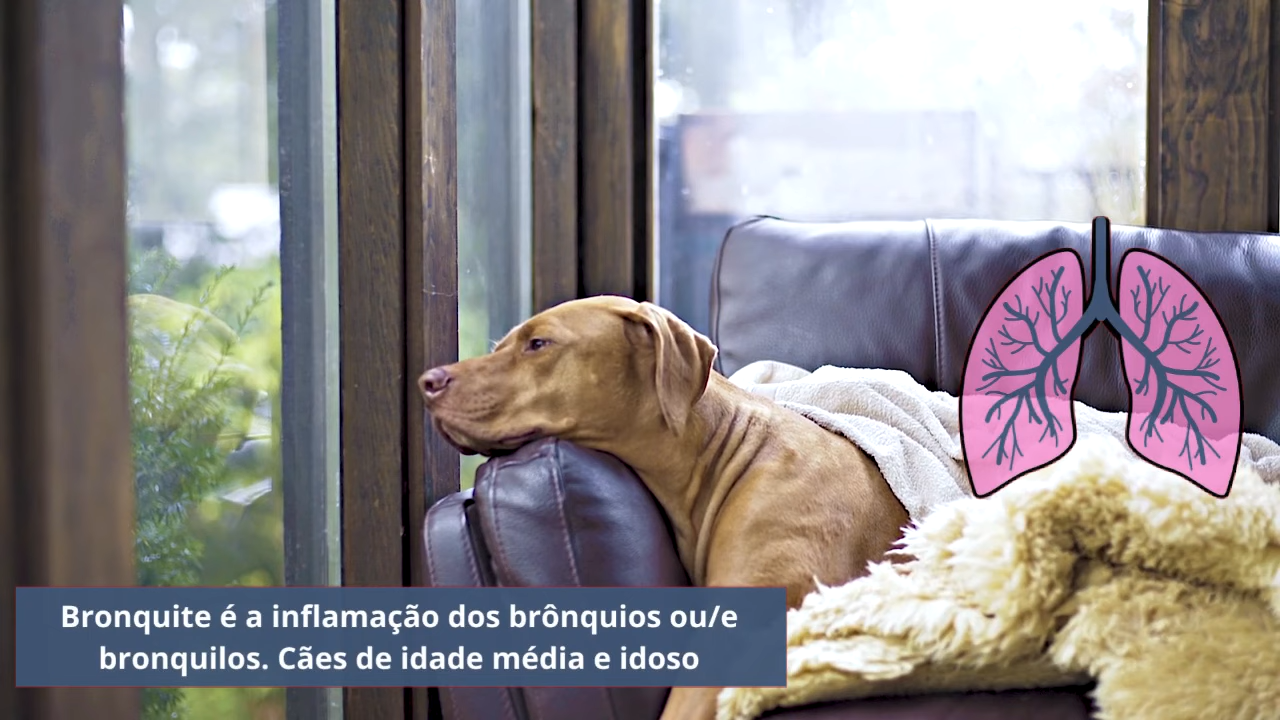 Bronquite é a inflamação dos brônquios ou/e
bronquilos. Cães de idade média e idoso